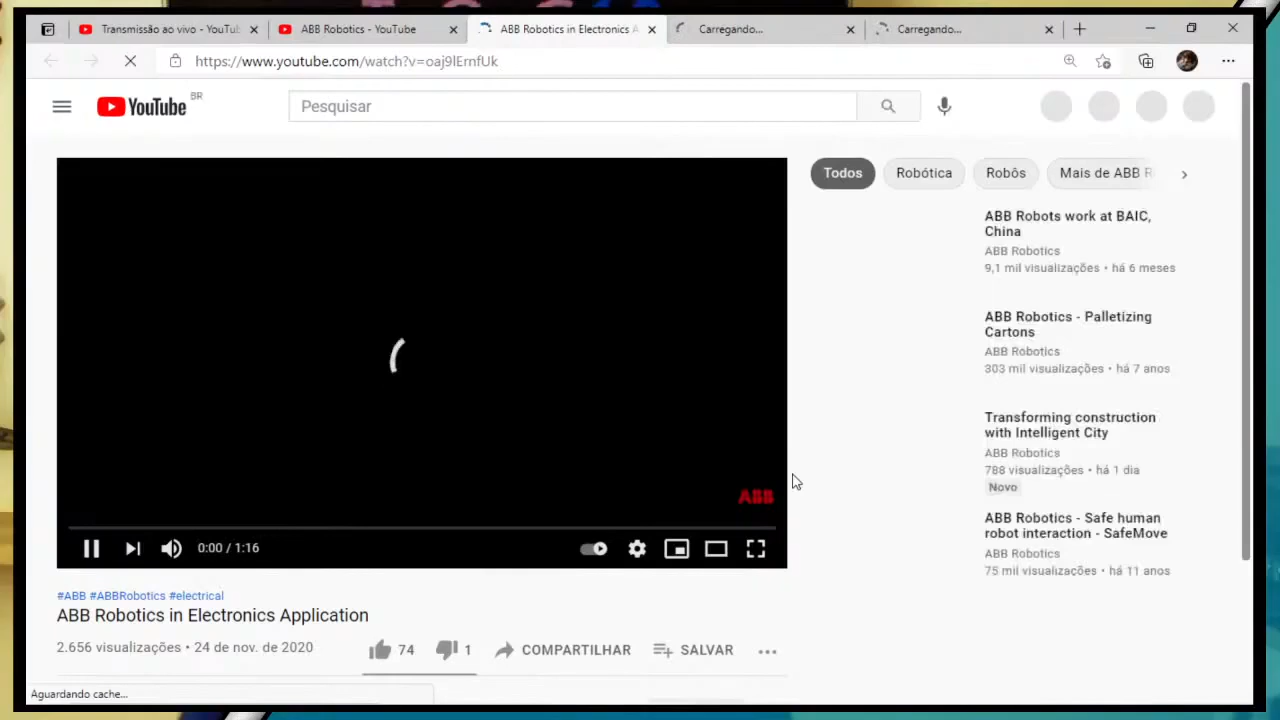 Transmissão ao vivo - YouTu
ABB Robotics - YouTube
ABB Robotics in Electronics A
Carregando...
Carregando...
https://www.youtube.com/watch?v=oaj9lErnfUk
YouTube BR
Pesquisar
Todos
Robótica
Robôs
Mais de ABB R
ABB Robots work at BAIC,
China
ABB Robotics
9,1 mil visualizações • há 6 meses
ABB Robotics - Palletizing
Cartons
ABB Robotics
303 mil visualizações • há 7 anos
Transforming construction
with Intelligent City
ABB Robotics
788 visualizações • há 1 dia
Novo
ABB Robotics - Safe human
robot interaction - SafeMove
ABB Robotics
75 mil visualizações • há 11 anos
ABB
0:00 / 1:16
#ABB #ABBRobotics #electrical
ABB Robotics in Electronics Application
2.656 visualizações • 24 de nov. de 2020
74
1
COMPARTILHAR
SALVAR
Aguardando cache...